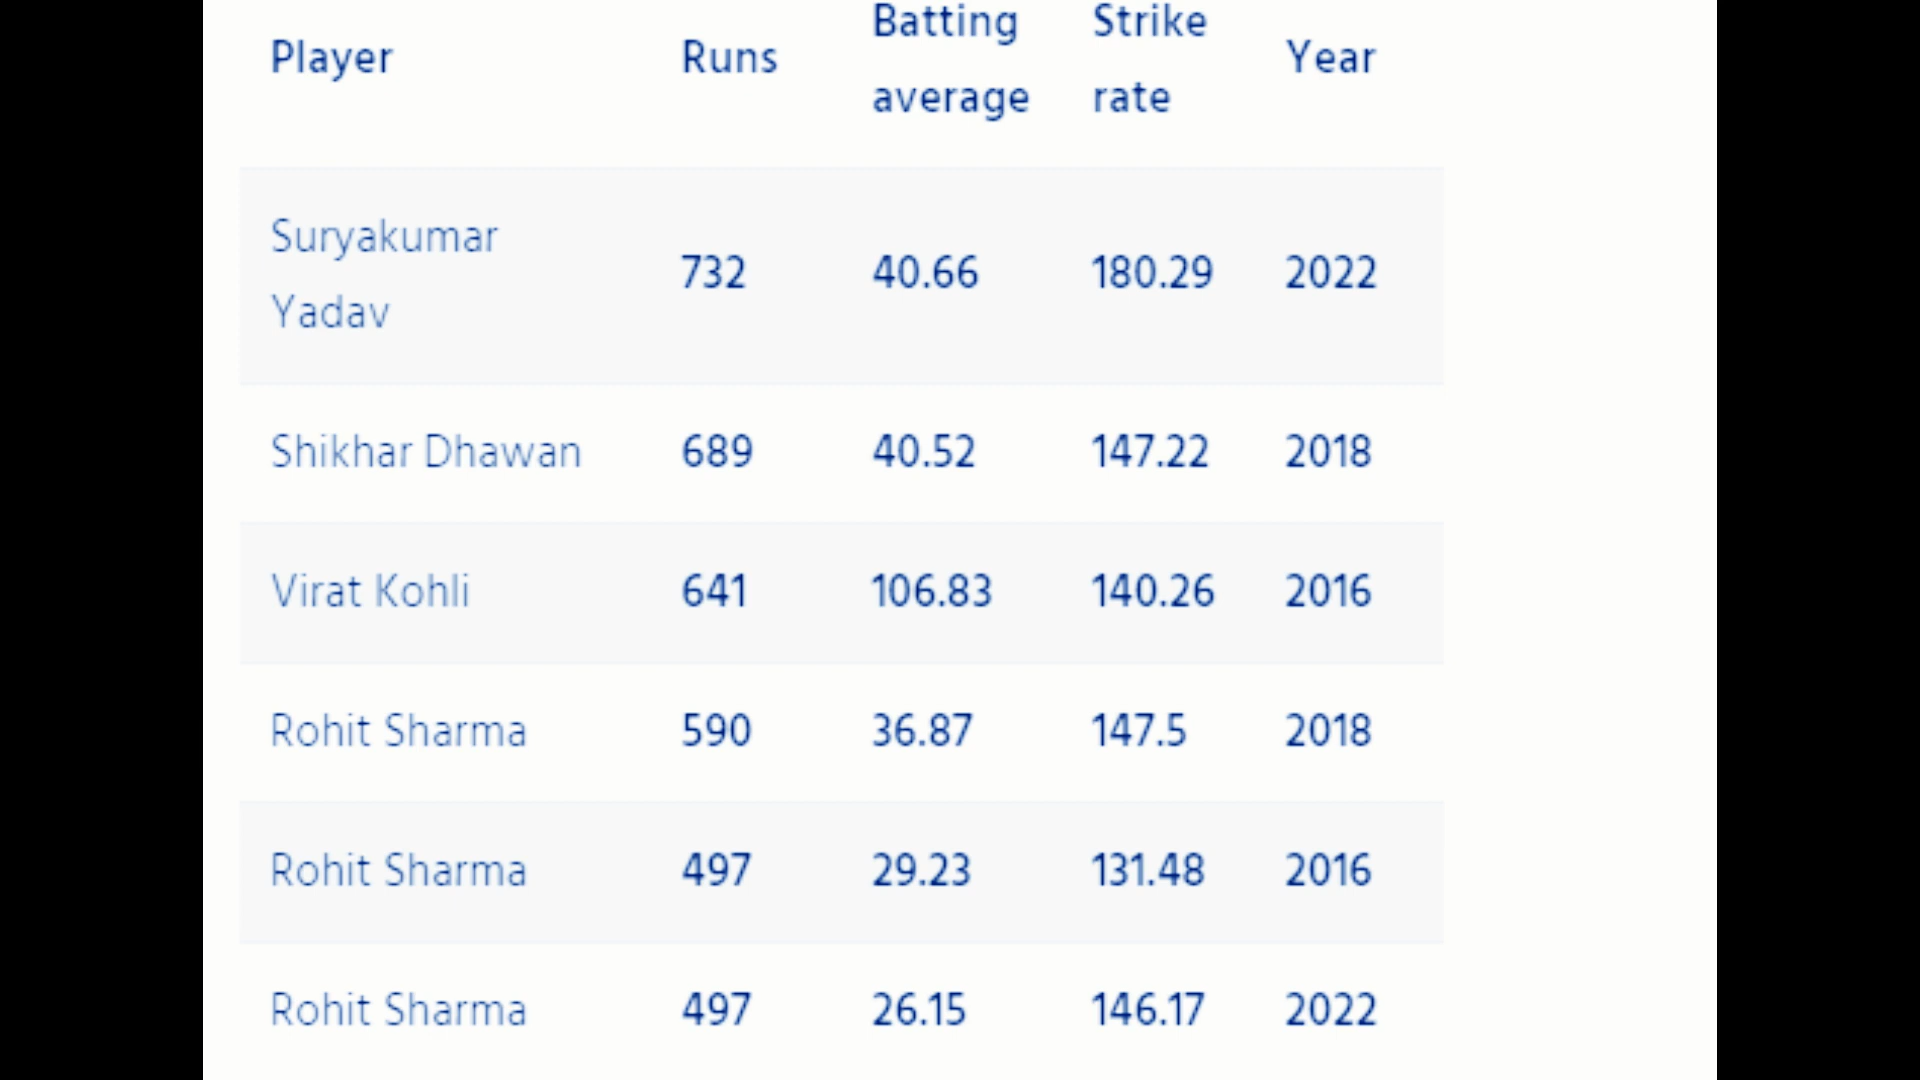 Player Runs Batting average Strike rate Year
Suryakumar Yadav 732 40.66 180.29 2022
Shikhar Dhawan 689 40.52 147.22 2018
Virat Kohli 641 106.83 140.26 2016
Rohit Sharma 590 36.87 147.5 2018
Rohit Sharma 497 29.23 131.48 2016
Rohit Sharma 497 26.15 146.17 2022